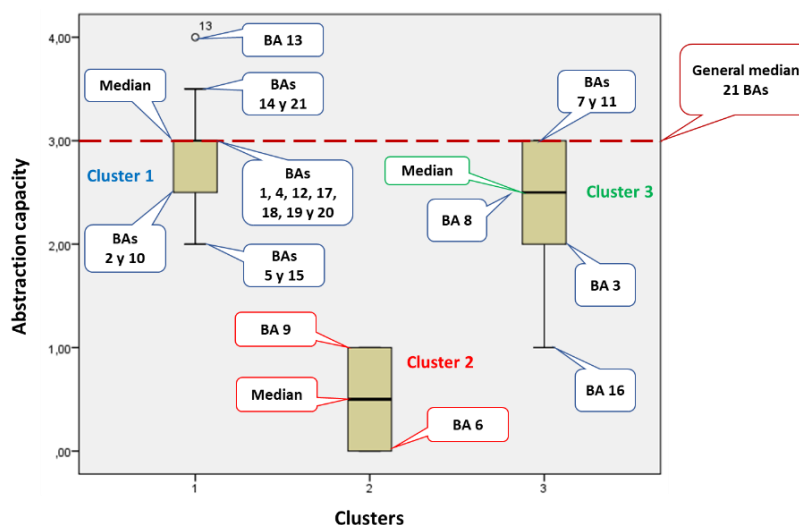 13
4,00
BA 13
General median
21 BAs
Median
BAs
14 y 21
BAs
7 y 11
3,00
Cluster 1
BAs
1, 4, 12, 17,
18, 19 y 20
Median
Cluster 3
BA 8
BAs
2 y 10
2,00
BAs
5 y 15
BA 3
Abstraction capacity
BA 9
Cluster 2
1,00
Median
BA 16
BA 6
,00
1
2
3
Clusters